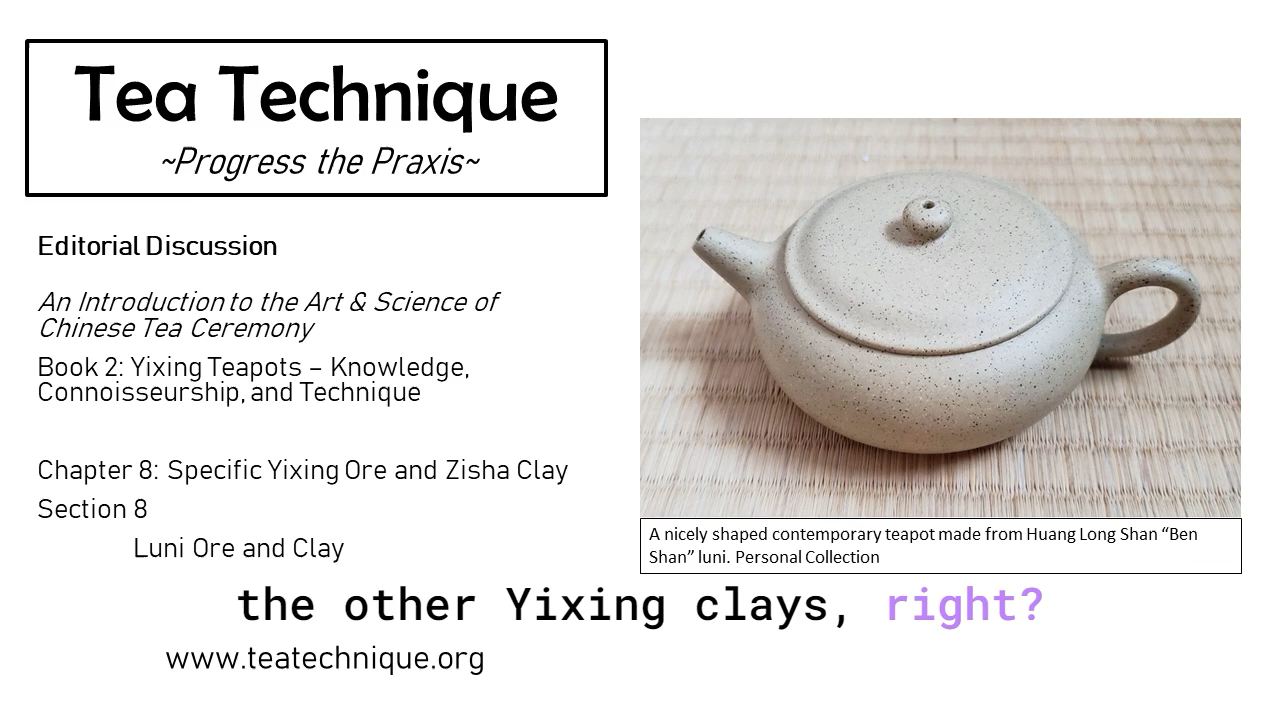 Tea Technique
~Progress the Praxis~
Editorial Discussion
An Introduction to the Art & Science of
Chinese Tea Ceremony
Book 2: Yixing Teapots – Knowledge,
Connoisseurship, and Technique
Chapter 8: Specific Yixing Ore and Zisha Clay
Section 8
Luni Ore and Clay
A nicely shaped contemporary teapot made from Huang Long Shan “Ben
Shan” luni. Personal Collection
the other Yixing clays, right?
www.teatechnique.org